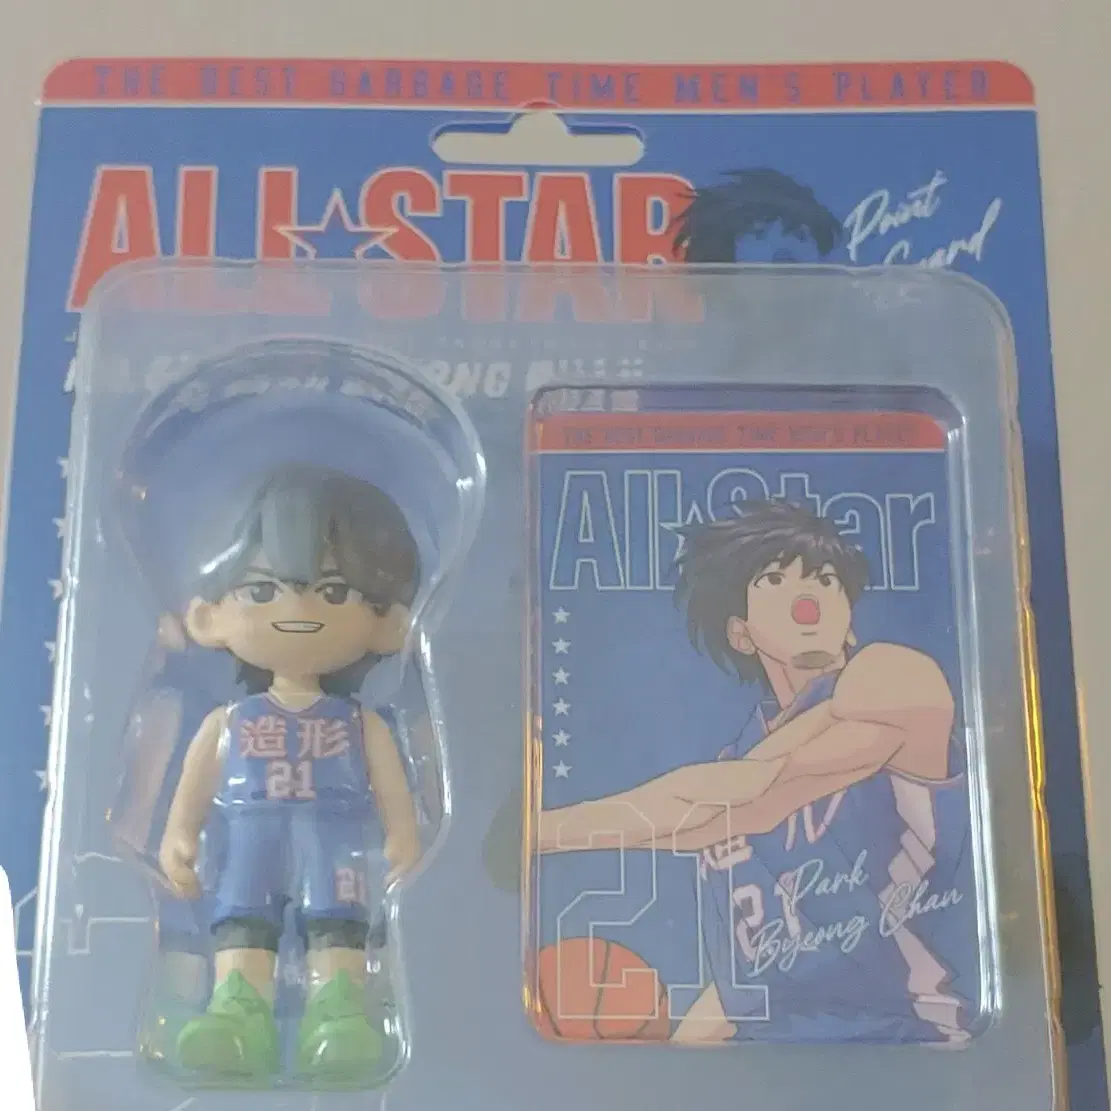 THE BEST GARBAGE TIME MEN'S PLAYER
ALL★STAR
Point
Guard
THE BEST GARBAGE TIME MEN'S PLAYER
All★Star
造形
21
21
21
21
Park
Byeong Chan